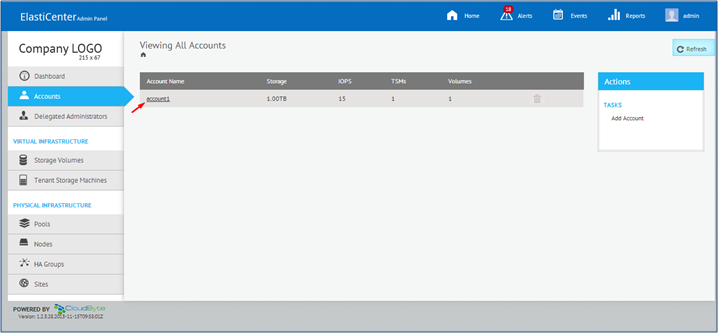 ElastiCenter Admin Panel
Home
18
Alerts
Events
Reports
admin
Company LOGO
215 x 67
Viewing All Accounts
Refresh
Dashboard
Accounts
Delegated Administrators
VIRTUAL INFRASTRUCTURE
Storage Volumes
Tenant Storage Machines
PHYSICAL INFRASTRUCTURE
Pools
Nodes
HA Groups
Sites
Account Name Storage IOPS TSMs Volumes
account1 1.00TB 15 1 1
Actions
TASKS
Add Account
POWERED BY CloudByte
Version: 1.2.3.28.2013-11-15T09:58:01Z